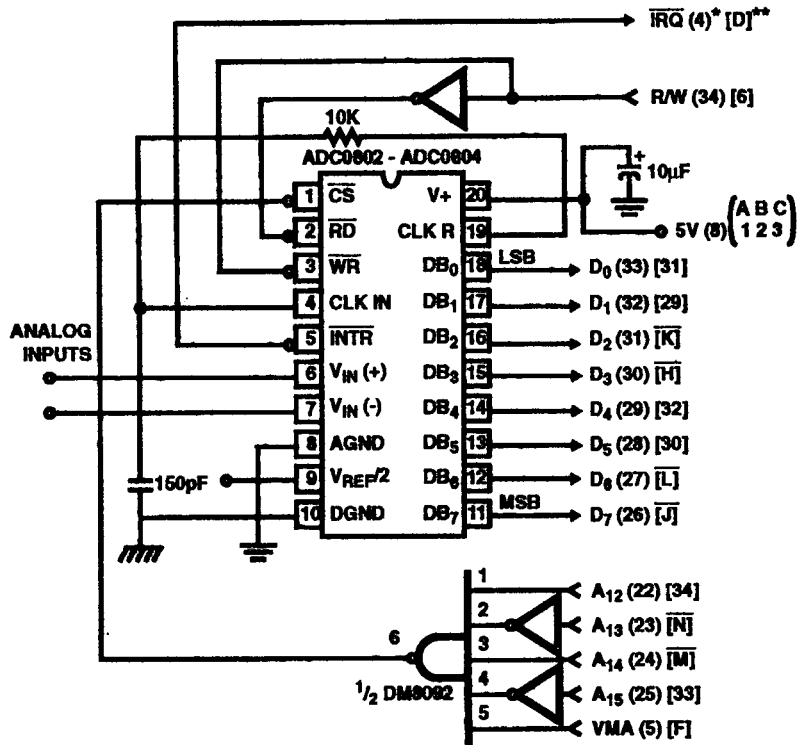 IRQ (4)* [D]**
R/W (34) [6]
10K
ADC0802 - ADC0804
10µF
5V (8) (A B C
1 2 3)
1 CS V+ 20
2 RD CLK R 19
3 WR DB0 18 LSB D0 (33) [31]
4 CLK IN DB1 17 D1 (32) [29]
5 INTR DB2 16 D2 (31) [K]
ANALOG
INPUTS
6 VIN (+) DB3 15 D3 (30) [H]
7 VIN (-) DB4 14 D4 (29) [32]
8 AGND DB5 13 D5 (28) [30]
9 VREF/2 DB6 12 D6 (27) [L]
10 DGND DB7 11 MSB D7 (26) [J]
150pF
1 A12 (22) [34]
2 A13 (23) [N]
3 A14 (24) [M]
4 A15 (25) [33]
5 VMA (5) [F]
6
1/2 DM8092